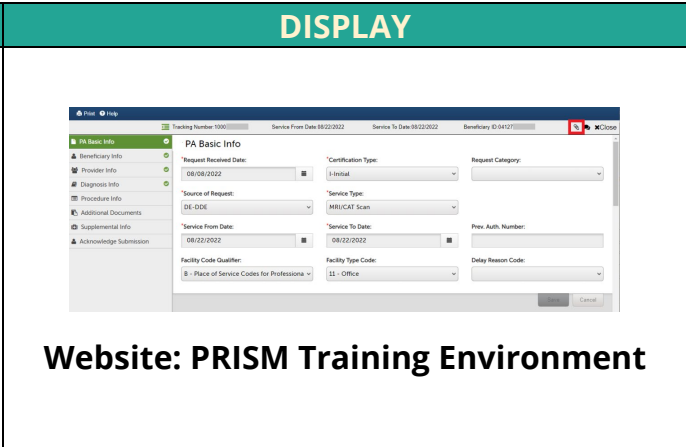 DISPLAY
Print Help
Tracking Number:1000 Service From Date:08/22/2022 Service To Date:08/22/2022 Beneficiary ID:04127 Close
PA Basic Info
Beneficiary Info
Provider Info
Diagnosis Info
Procedure Info
Additional Documents
Supplemental Info
Acknowledge Submission
PA Basic Info
*Request Received Date: *Certification Type: Request Category:
08/08/2022 I-Initial
*Source of Request: *Service Type:
DE-DDE MRI/CAT Scan
*Service From Date: *Service To Date: Prev. Auth. Number:
08/22/2022 08/22/2022
Facility Code Qualifier: Facility Type Code: Delay Reason Code:
B - Place of Service Codes for Professiona 11 - Office
Save Cancel
Website: PRISM Training Environment